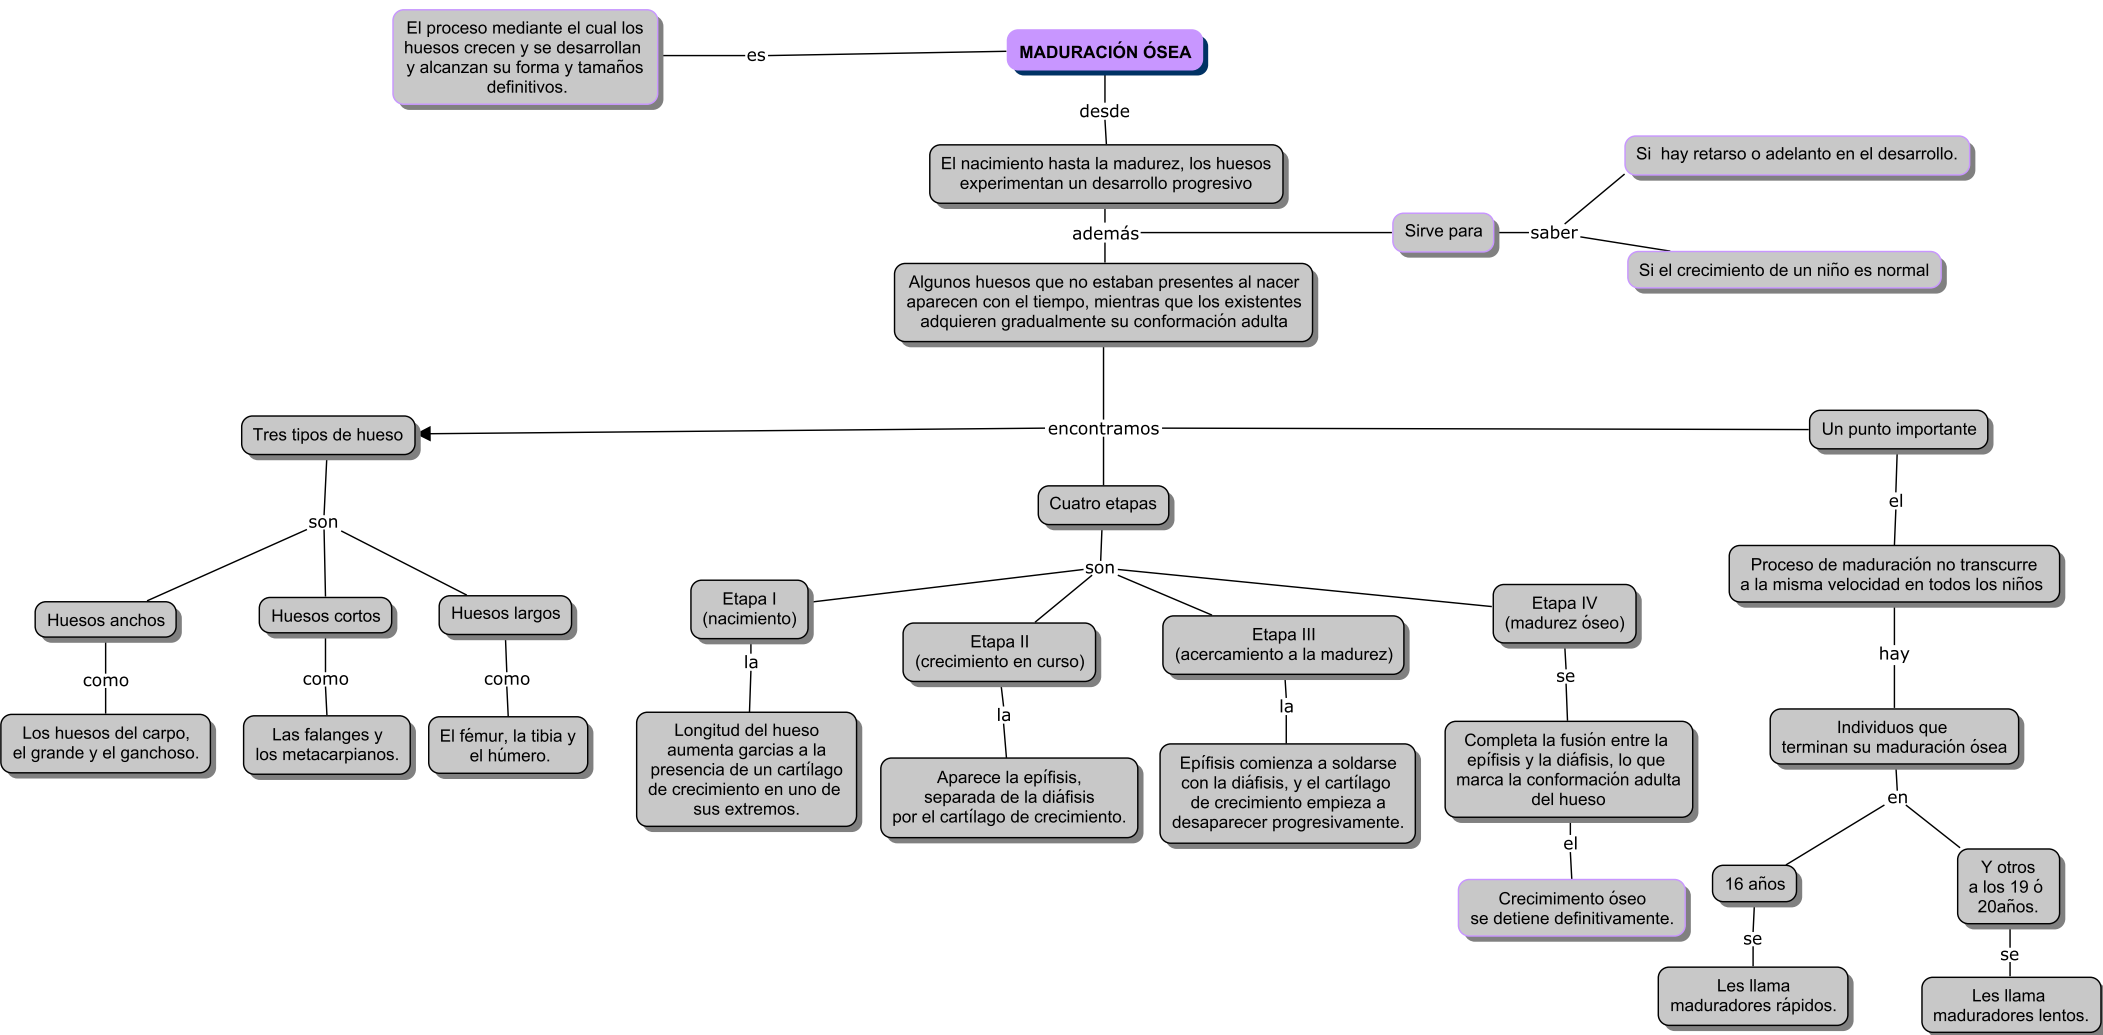 El proceso mediante el cual los
huesos crecen y se desarrollan
y alcanzan su forma y tamaños
definitivos.
es
MADURACIÓN ÓSEA
desde
El nacimiento hasta la madurez, los huesos
experimentan un desarrollo progresivo
además
Sirve para
saber
Si hay retarso o adelanto en el desarrollo.
Si el crecimiento de un niño es normal
Algunos huesos que no estaban presentes al nacer
aparecen con el tiempo, mientras que los existentes
adquieren gradualmente su conformación adulta
encontramos
Tres tipos de hueso
son
Huesos anchos
como
Los huesos del carpo,
el grande y el ganchoso.
Huesos cortos
como
Las falanges y
los metacarpianos.
Huesos largos
como
El fémur, la tibia y
el húmero.
Cuatro etapas
son
Etapa I
(nacimiento)
la
Longitud del hueso
aumenta garcias a la
presencia de un cartílago
de crecimiento en uno de
sus extremos.
Etapa II
(crecimiento en curso)
la
Aparece la epífisis,
separada de la diáfisis
por el cartílago de crecimiento.
Etapa III
(acercamiento a la madurez)
la
Epífisis comienza a soldarse
con la diáfisis, y el cartílago
de crecimiento empieza a
desaparecer progresivamente.
Etapa IV
(madurez óseo)
se
Completa la fusión entre la
epífisis y la diáfisis, lo que
marca la conformación adulta
del hueso
el
Crecimimento óseo
se detiene definitivamente.
Un punto importante
el
Proceso de maduración no transcurre
a la misma velocidad en todos los niños
hay
Individuos que
terminan su maduración ósea
en
16 años
se
Les llama
maduradores rápidos.
Y otros
a los 19 ó
20años.
se
Les llama
maduradores lentos.